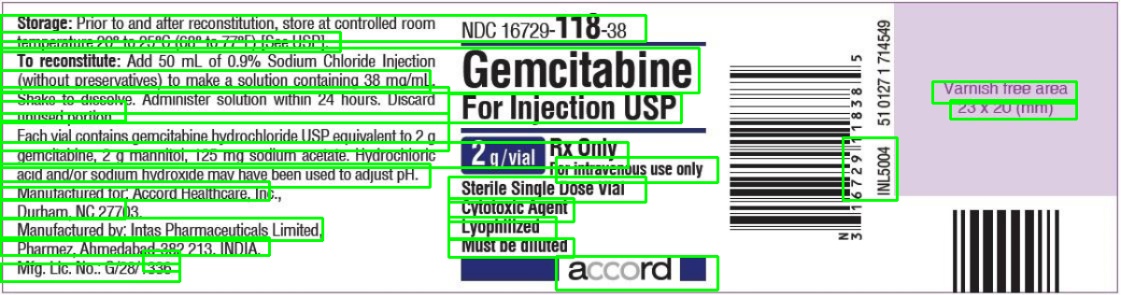 Storage: Prior to and after reconstitution, store at controlled room
temperature 20° to 25°C (68° to 77°F) [See USP].
To reconstitute: Add 50 mL of 0.9% Sodium Chloride Injection
(without preservatives) to make a solution containing 38 mg/mL.
Shake to dissolve. Administer solution within 24 hours. Discard
unused portion.
Each vial contains gemcitabine hydrochloride USP equivalent to 2 g
gemcitabine, 2 g mannitol, 125 mg sodium acetate. Hydrochloric
acid and/or sodium hydroxide may have been used to adjust pH.
Manufactured for: Accord Healthcare, Inc.,
Durham, NC 27703.
Manufactured by: Intas Pharmaceuticals Limited,
Pharmez, Ahmedabad-382 213, INDIA.
Mfg. Lic. No.: G/28/1336
NDC 16729-118-38
Gemcitabine
For Injection USP
2 g/vial
Rx Only
For intravenous use only
Sterile Single Dose Vial
Cytotoxic Agent
Lyophilized
Must be diluted
accord
N
3 16729 11838 5
INL5004
51 0127 1 714549
Varnish free area
23 x 20 (mm)